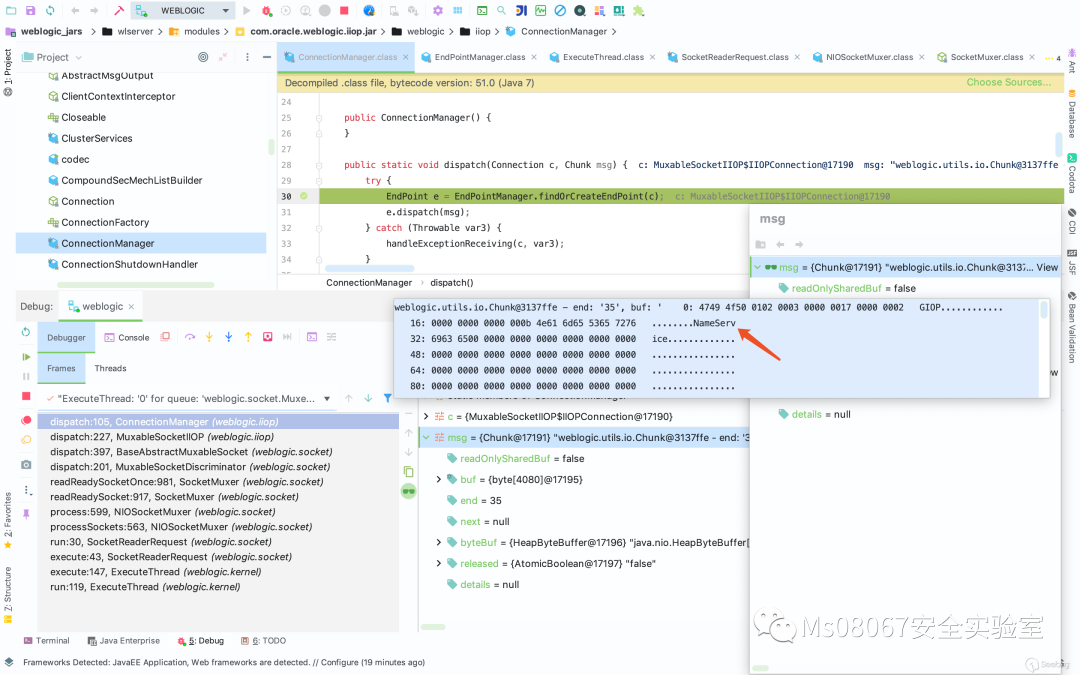 WEBLOGIC
weblogic_jars
wlserver
modules
com.oracle.weblogic.iiop.jar
weblogic
iiop
ConnectionManager
1: Project
Project
ConnectionManager.class
EndPointManager.class
ExecuteThread.class
SocketReaderRequest.class
NIOSocketMuxer.class
SocketMuxer.class
4
Ant
Database
Codota
CDI
JSF
Bean Validation
AbstractMsgOutput
ClientContextInterceptor
Closeable
ClusterServices
codec
CompoundSecMechListBuilder
Connection
ConnectionFactory
ConnectionManager
ConnectionShutdownHandler
Decompiled .class file, bytecode version: 51.0 (Java 7)
Choose Sources...
24
25 public ConnectionManager() {
26 }
27
28 public static void dispatch(Connection c, Chunk msg) { c: MuxableSocketIIOP$IIOPConnection@17190 msg: "weblogic.utils.io.Chunk@3137ffe
29 try {
30 EndPoint e = EndPointManager.findOrCreateEndPoint(c); c: MuxableSocketIIOP$IIOPConnection@17190
31 e.dispatch(msg);
32 } catch (Throwable var3) {
33 handleExceptionReceiving(c, var3);
34 }
ConnectionManager
dispatch()
msg
msg = {Chunk@17191} "weblogic.utils.io.Chunk@313'... View
readOnlySharedBuf = false
details = null
weblogic.utils.io.Chunk@3137ffe - end: '35', buf: ' 0: 4749 4f50 0102 0003 0000 0017 0000 0002 GIOP............
16: 0000 0000 0000 000b 4e61 6d65 5365 7276 ........NameServ
32: 6963 6500 0000 0000 0000 0000 0000 0000 ice.............
48: 0000 0000 0000 0000 0000 0000 0000 0000 ................
64: 0000 0000 0000 0000 0000 0000 0000 0000 ................
80: 0000 0000 0000 0000 0000 0000 0000 0000 ................
Debug:
weblogic
Debugger
Console
Frames
Threads
"ExecuteThread: '0' for queue: 'weblogic.socket.Muxe...
dispatch:105, ConnectionManager (weblogic.iiop)
dispatch:227, MuxableSocketIIOP (weblogic.iiop)
dispatch:397, BaseAbstractMuxableSocket (weblogic.socket)
dispatch:201, MuxableSocketDiscriminator (weblogic.socket)
readReadySocketOnce:981, SocketMuxer (weblogic.socket)
readReadySocket:917, SocketMuxer (weblogic.socket)
process:599, NIOSocketMuxer (weblogic.socket)
processSockets:563, NIOSocketMuxer (weblogic.socket)
run:30, SocketReaderRequest (weblogic.socket)
execute:43, SocketReaderRequest (weblogic.socket)
execute:147, ExecuteThread (weblogic.kernel)
run:119, ExecuteThread (weblogic.kernel)
c = {MuxableSocketIIOP$IIOPConnection@17190}
msg = {Chunk@17191} "weblogic.utils.io.Chunk@3137ffe - end: '3
readOnlySharedBuf = false
buf = {byte[4080]@17195}
end = 35
next = null
byteBuf = {HeapByteBuffer@17196} "java.nio.HeapByteBuffer[
released = {AtomicBoolean@17197} "false"
details = null
2: Favorites
7: Structure
Terminal
Java Enterprise
5: Debug
6: TODO
Frameworks Detected: JavaEE Application, Web frameworks are detected. // Configure (19 minutes ago)
Ms08067安全实验室
Seebug